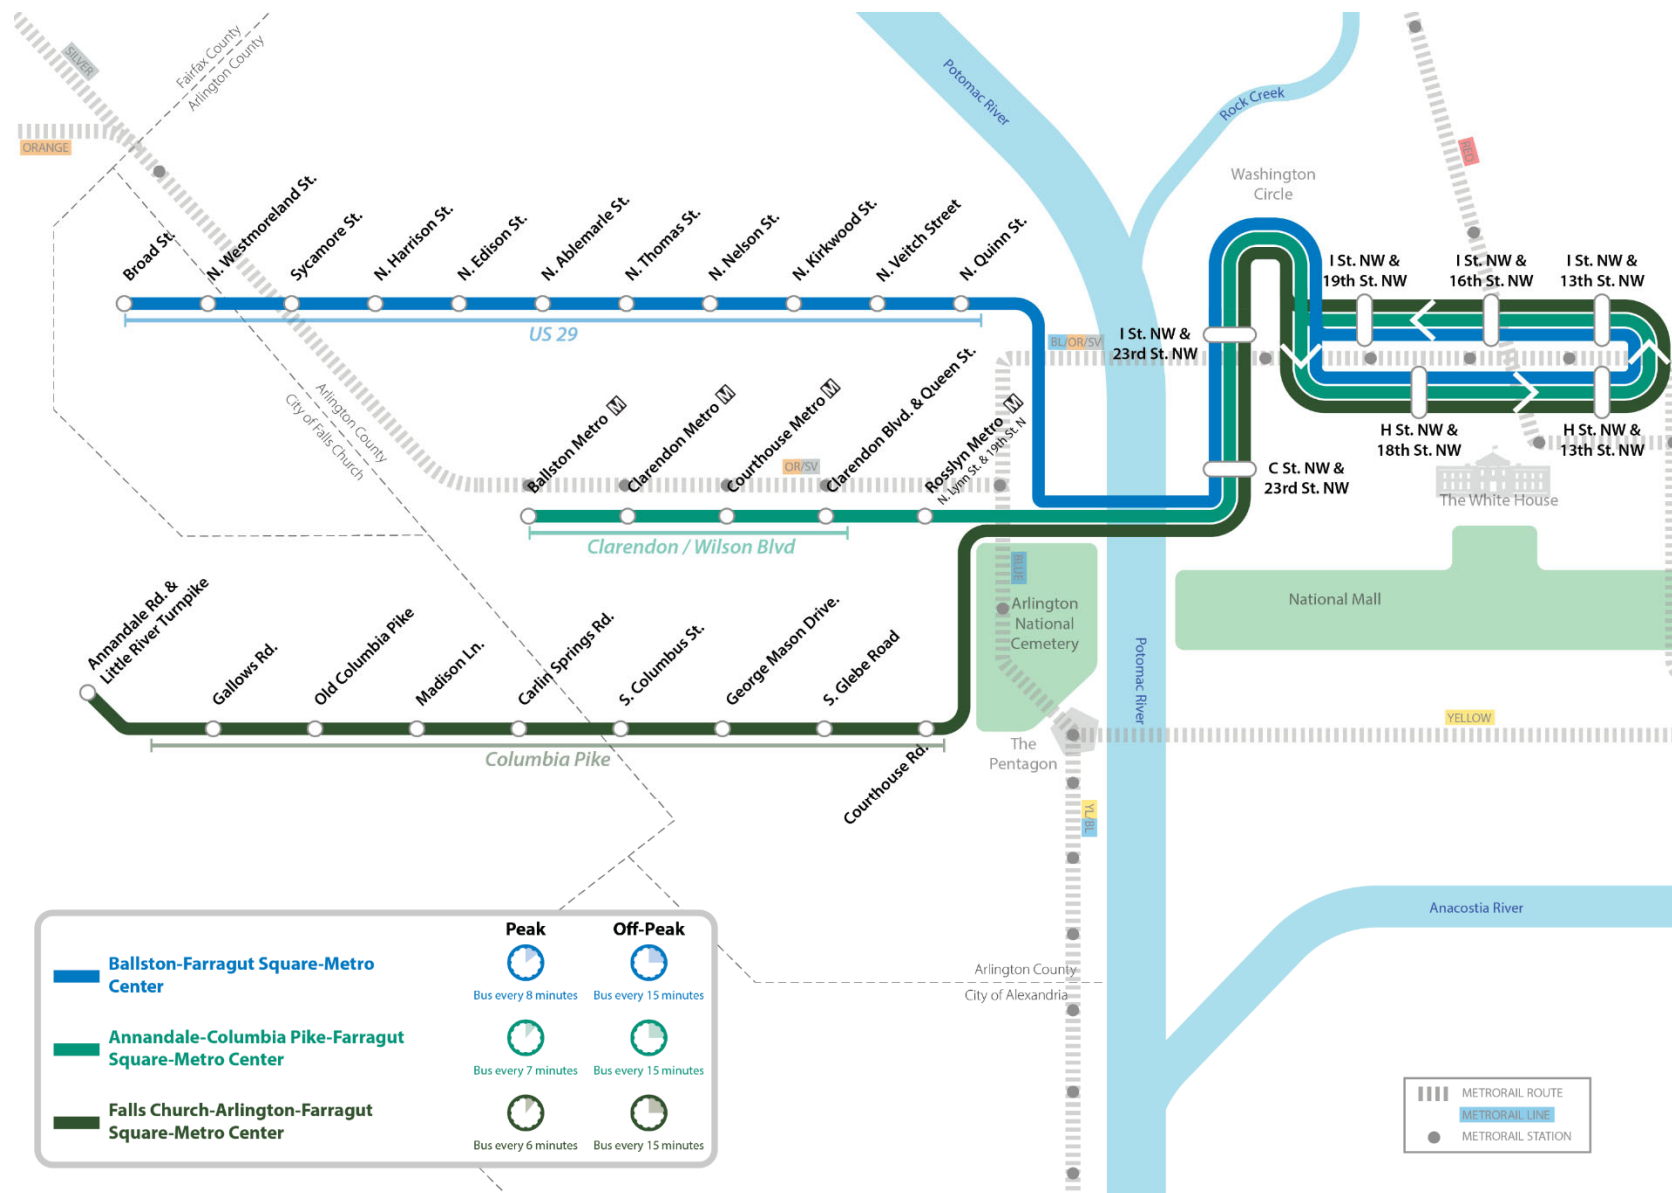 SILVER
Fairfax County
Arlington County
ORANGE
Potomac River
Rock Creek
RED
Washington
Circle
Broad St.
N. Westmoreland St.
Sycamore St.
N. Harrison St.
N. Edison St.
N. Ablemarle St.
N. Thomas St.
N. Nelson St.
N. Kirkwood St.
N. Veitch Street
N. Quinn St.
US 29
I St. NW &
19th St. NW
I St. NW &
16th St. NW
I St. NW &
13th St. NW
BL/OR/SV
I St. NW &
23rd St. NW
Arlington County
City of Falls Church
Ballston Metro M
Clarendon Metro M
Courthouse Metro M
Clarendon Blvd. & Queen St.
Rosslyn Metro M
N. Lynn St. & 19th St. N
OR/SV
H St. NW &
18th St. NW
H St. NW &
13th St. NW
C St. NW &
23rd St. NW
The White House
Clarendon / Wilson Blvd
BLUE
Arlington
National
Cemetery
National Mall
Potomac River
Annandale Rd. &
Little River Turnpike
Gallows Rd.
Old Columbia Pike
Madison Ln.
Carlin Springs Rd.
S. Columbus St.
George Mason Drive.
S. Glebe Road
Courthouse Rd.
Columbia Pike
The
Pentagon
YELLOW
YL/BL
Anacostia River
Arlington County
City of Alexandria
Peak
Off-Peak
Ballston-Farragut Square-Metro
Center
Bus every 8 minutes
Bus every 15 minutes
Annandale-Columbia Pike-Farragut
Square-Metro Center
Bus every 7 minutes
Bus every 15 minutes
Falls Church-Arlington-Farragut
Square-Metro Center
Bus every 6 minutes
Bus every 15 minutes
METRORAIL ROUTE
METRORAIL LINE
METRORAIL STATION